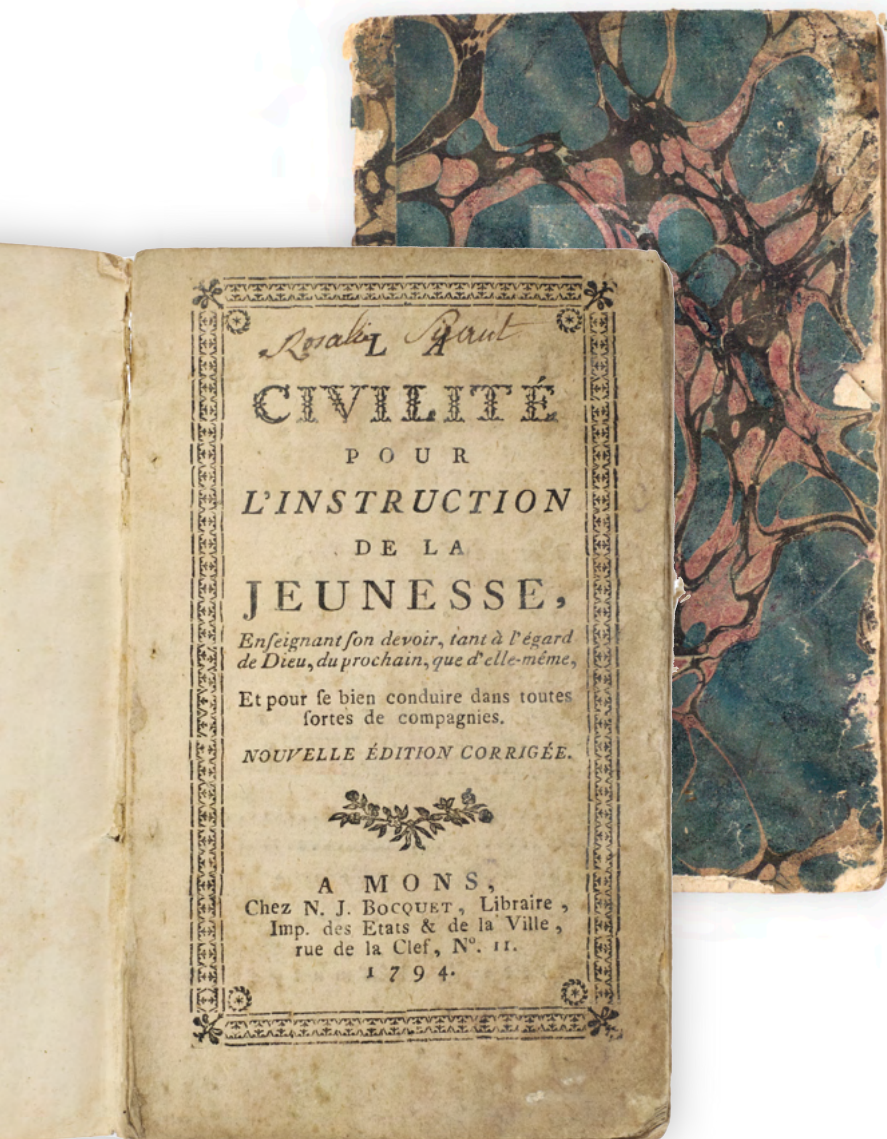 Rosalie
LA
CIVILITÉ
POUR
L'INSTRUCTION
DE LA
JEUNESSE,
Enſeignant ſon devoir, tant à l'égard
de Dieu, du prochain, que d'elle-même,
Et pour ſe bien conduire dans toutes
ſortes de compagnies.
NOUVELLE ÉDITION CORRIGÉE.
A MONS,
Chez N. J. BOCQUET, Libraire,
Imp. des Etats & de la Ville,
rue de la Clef, Nº. 11.
1794.